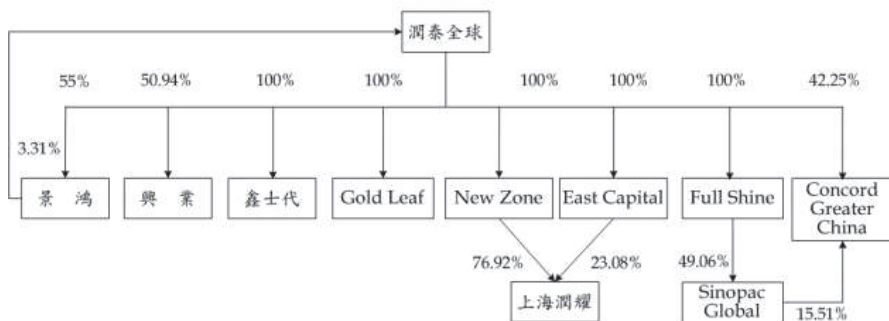 潤泰全球
55% 50.94% 100% 100% 100% 100% 100% 42.25%
3.31%
景 鴻 興 業 鑫士代 Gold Leaf New Zone East Capital Full Shine Concord
Greater
China
76.92% 23.08% 49.06%
上海潤耀 Sinopac
Global 15.51%